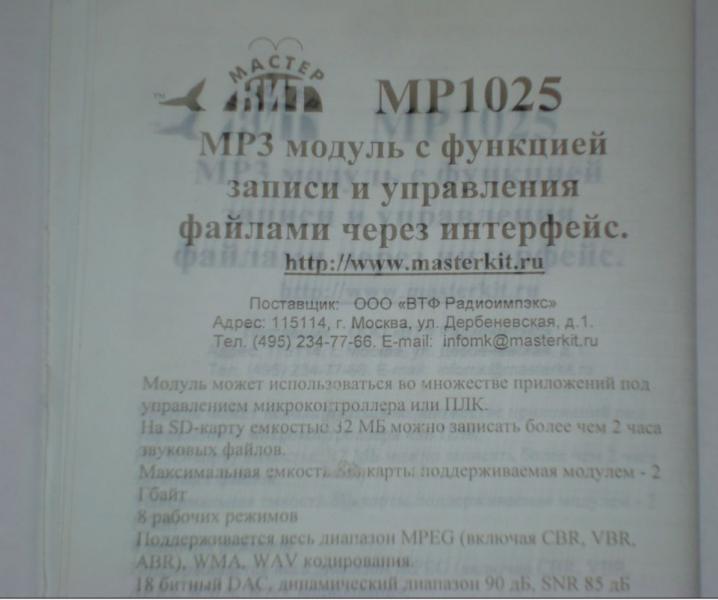 МАСТЕР
КИТ
™
MP1025
MP3 модуль с функцией
записи и управления
файлами через интерфейс.
http://www.masterkit.ru
Поставщик: ООО «ВТФ Радиоимпэкс»
Адрес: 115114, г. Москва, ул. Дербеневская, д.1.
Тел. (495) 234-77-66. E-mail: infomk@masterkit.ru
Модуль может использоваться во множестве приложений под
управлением микроконтроллера или ПЛК.
На SD-карту емкостью 32 МБ можно записать более чем 2 часа
звуковых файлов.
Максимальная емкость SD карты поддерживаемая модулем - 2
Гбайт
8 рабочих режимов
Поддерживается весь диапазон MPEG (включая CBR, VBR,
ABR), WMA, WAV кодирования.
18 битный DAC, динамический диапазон 90 дБ, SNR 85 дБ